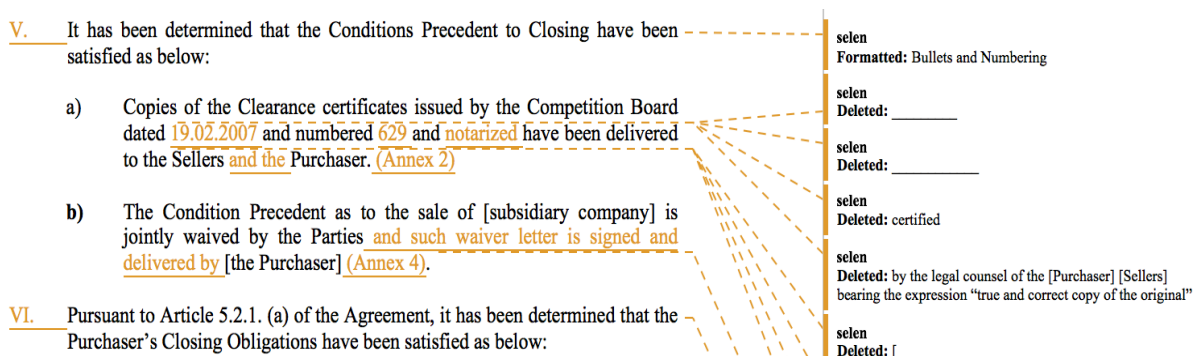 V. It has been determined that the Conditions Precedent to Closing have been
satisfied as below:
a) Copies of the Clearance certificates issued by the Competition Board
dated 19.02.2007 and numbered 629 and notarized have been delivered
to the Sellers and the Purchaser. (Annex 2)
b) The Condition Precedent as to the sale of [subsidiary company] is
jointly waived by the Parties and such waiver letter is signed and
delivered by [the Purchaser] (Annex 4).
VI. Pursuant to Article 5.2.1. (a) of the Agreement, it has been determined that the
Purchaser’s Closing Obligations have been satisfied as below:
selen
Formatted: Bullets and Numbering
selen
Deleted: ________
selen
Deleted: ___________
selen
Deleted: certified
selen
Deleted: by the legal counsel of the [Purchaser] [Sellers]
bearing the expression “true and correct copy of the original”
selen
Deleted: [